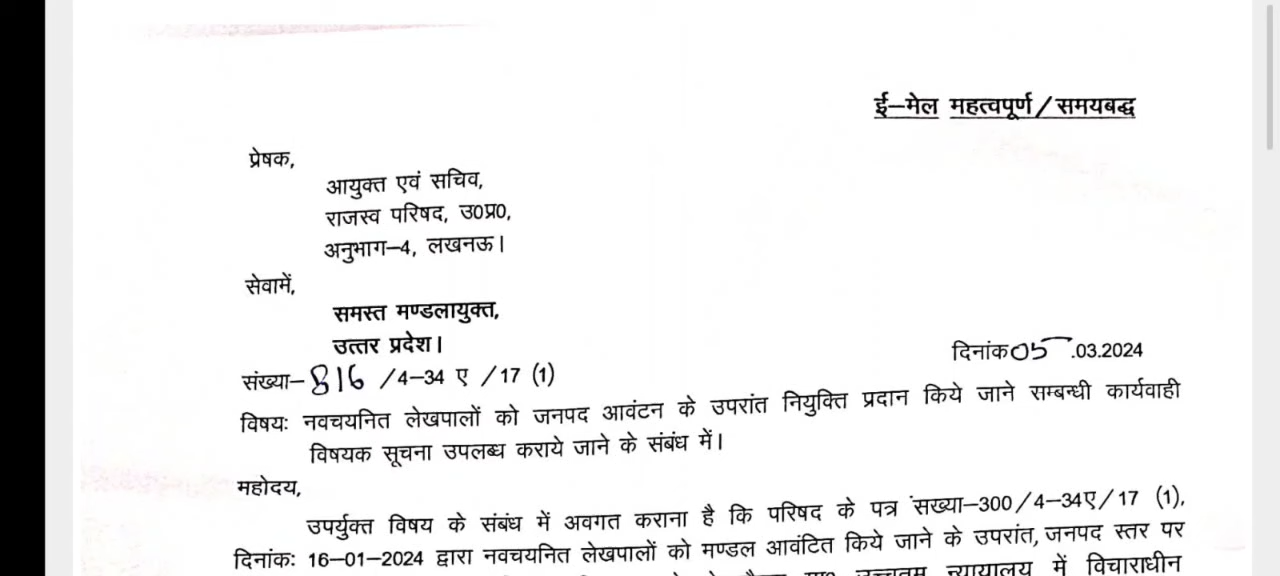 ई–मेल महत्वपूर्ण/समयबद्ध
प्रेषक,
आयुक्त एवं सचिव,
राजस्व परिषद, उ0प्र0,
अनुभाग–4, लखनऊ।
सेवामें,
समस्त मण्डलायुक्त,
उत्तर प्रदेश।
दिनांक05.03.2024
संख्या–816 /4–34 ए /17 (1)
विषयः नवचयनित लेखपालों को जनपद आवंटन के उपरांत नियुक्ति प्रदान किये जाने सम्बन्धी कार्यवाही
विषयक सूचना उपलब्ध कराये जाने के संबंध में।
महोदय,
उपर्युक्त विषय के संबंध में अवगत कराना है कि परिषद के पत्र संख्या–300/4–34ए/17 (1),
दिनांकः 16–01–2024 द्वारा नवचयनित लेखपालों को मण्डल आवंटित किये जाने के उपरांत, जनपद स्तर पर
उच्चतम न्यायालय में विचाराधीन